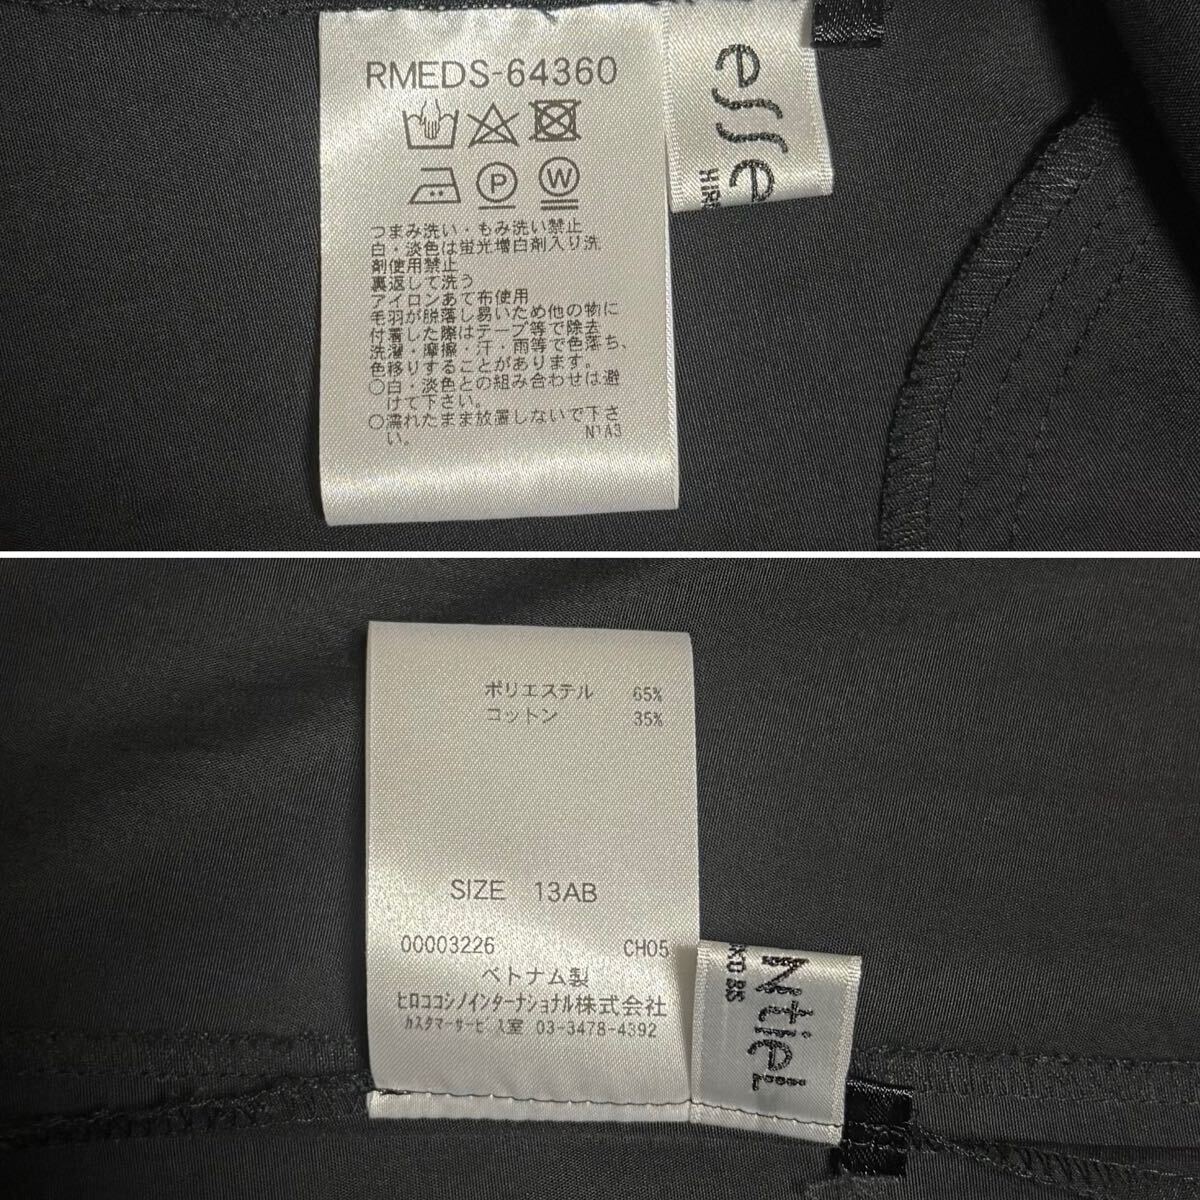 RMEDS-64360
P
W
つまみ洗い・もみ洗い禁止
白・淡色は蛍光増白剤入り洗
剤使用禁止
裏返して洗う
アイロンあて布使用
毛羽が脱落し易いため他の物に
付着した際はテープ等で除去
洗濯・摩擦・汗・雨等で色落ち、
色移りすることがあります。
○白・淡色との組み合わせは避
けて下さい。
○濡れたまま放置しないで下さ
い。
esse
HIR
ポリエステル 65%
コットン 35%
SIZE 13AB
00003226 CH05
ベトナム製
ヒロココシノインターナショナル株式会社
カスタマーサービス室 03-3478-4392
Ntiel
KO BIS